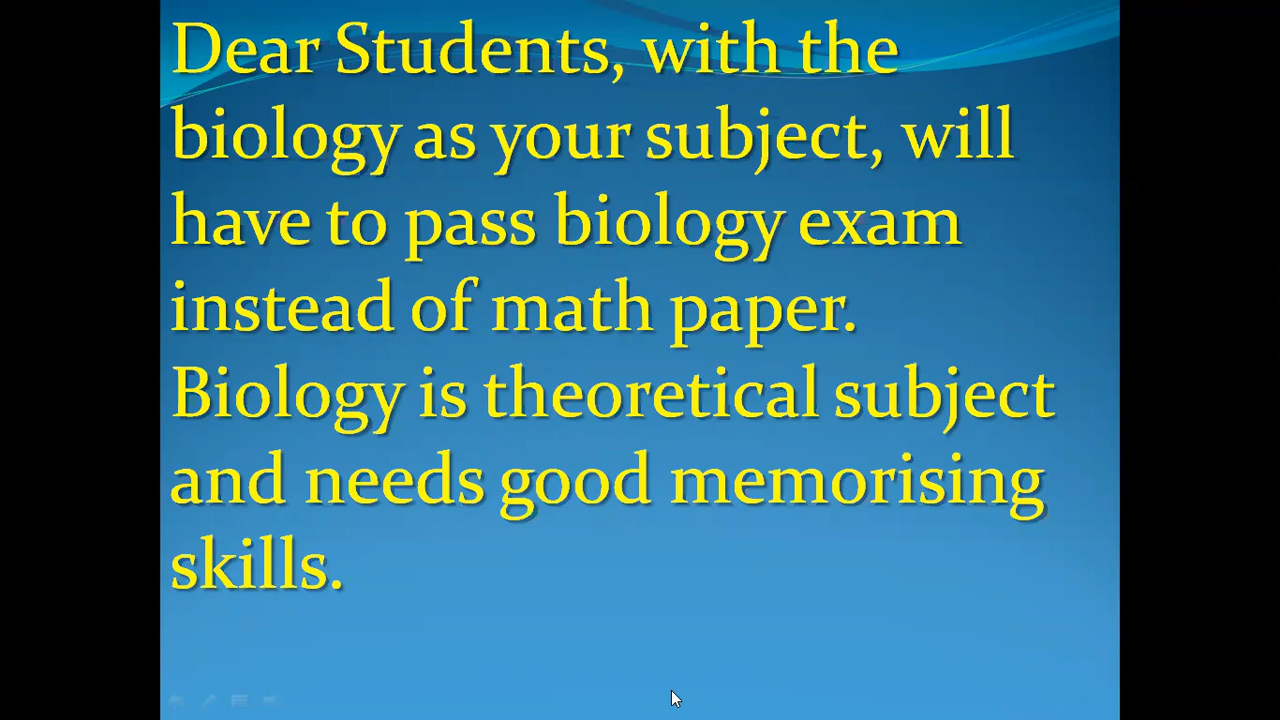 Dear Students, with the
biology as your subject, will
have to pass biology exam
instead of math paper.
Biology is theoretical subject
and needs good memorising
skills.